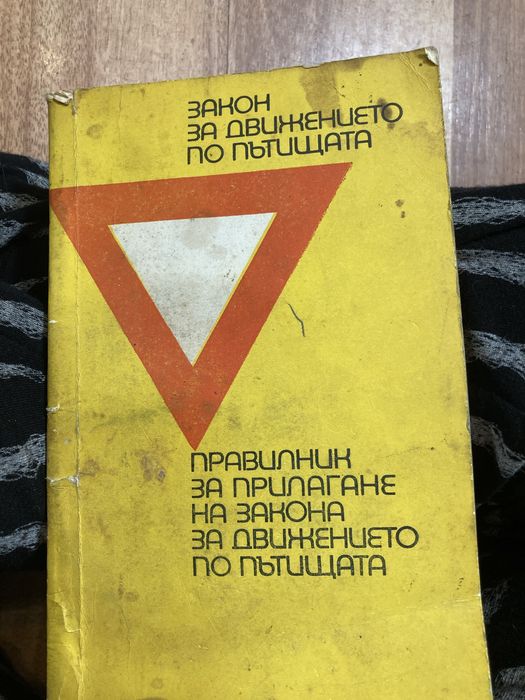 ЗАКОН
ЗА ДВИЖЕНИЕТО
ПО ПЪТИЩАТА
ПРАВИЛНИК
ЗА ПРИЛАГАНЕ
НА ЗАКОНА
ЗА ДВИЖЕНИЕТО
ПО ПЪТИЩАТА